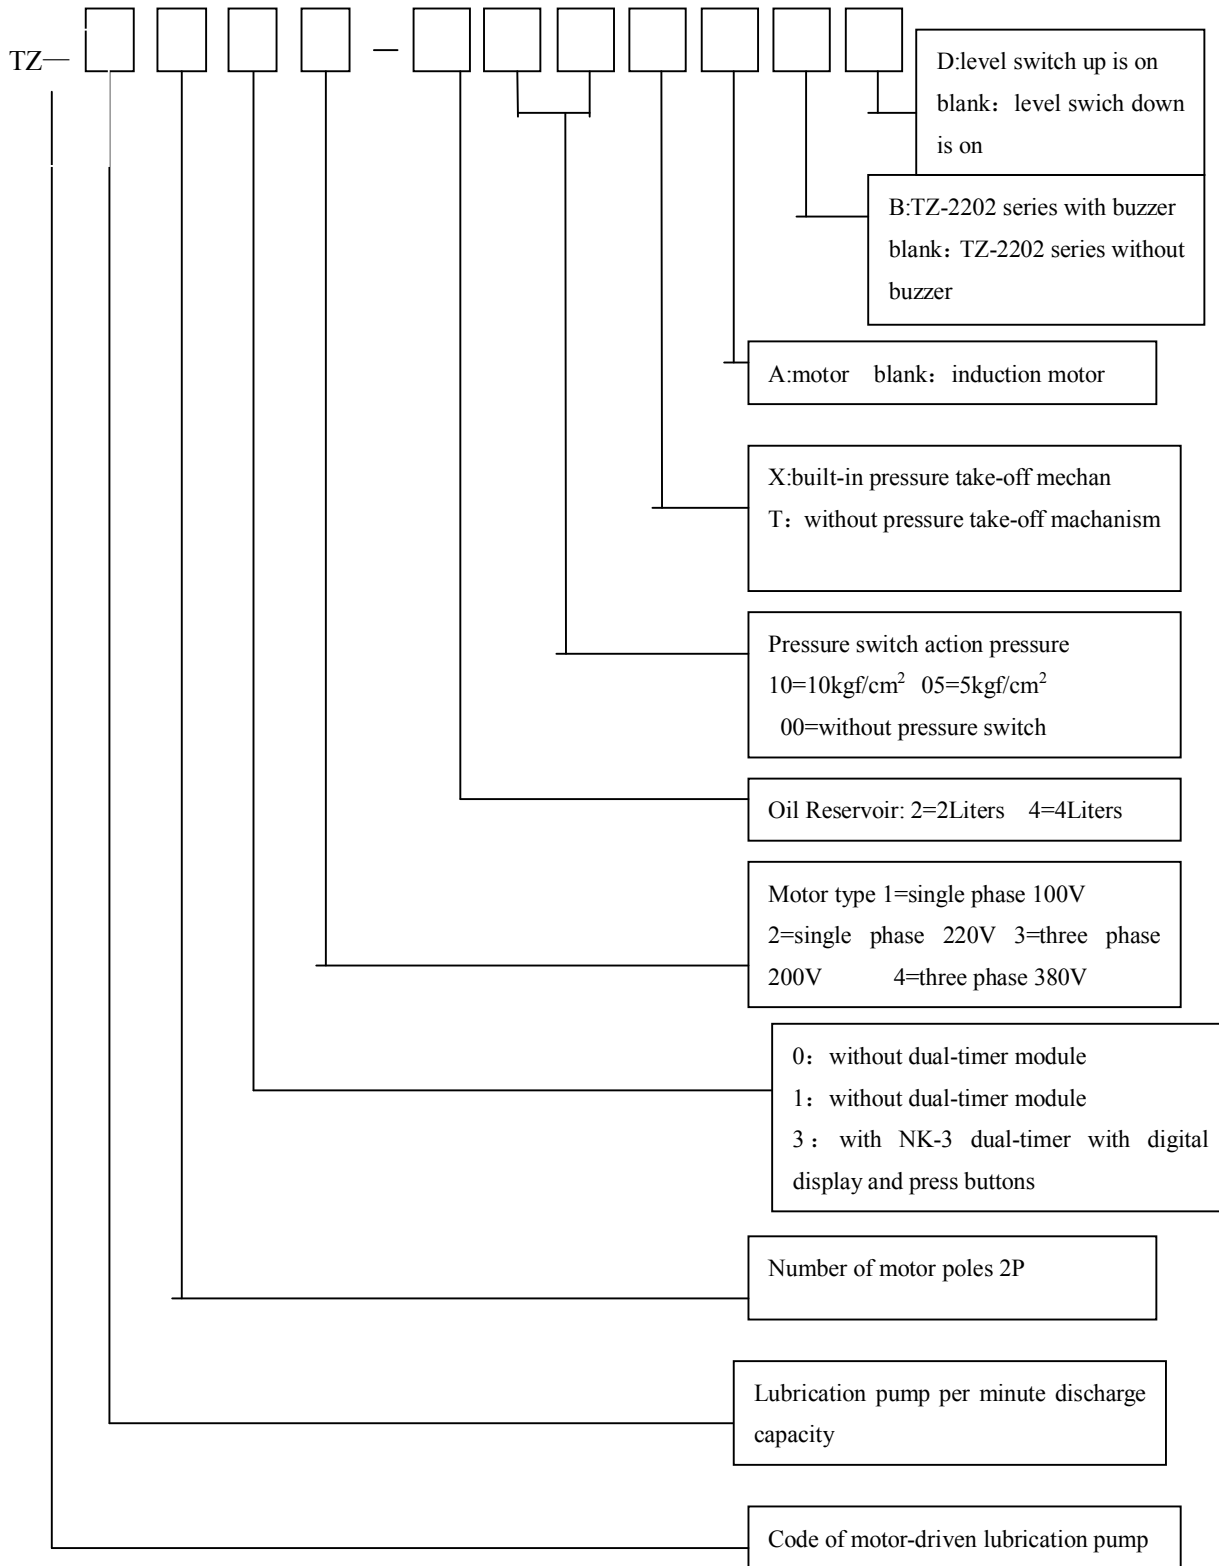 TZ—
—
D:level switch up is on
blank：level swich down
is on
B:TZ-2202 series with buzzer
blank：TZ-2202 series without
buzzer
A:motor blank：induction motor
X:built-in pressure take-off mechan
T：without pressure take-off machanism
Pressure switch action pressure
10=10kgf/cm² 05=5kgf/cm²
00=without pressure switch
Oil Reservoir: 2=2Liters 4=4Liters
Motor type 1=single phase 100V
2=single phase 220V 3=three phase
200V 4=three phase 380V
0：without dual-timer module
1：without dual-timer module
3：with NK-3 dual-timer with digital
display and press buttons
Number of motor poles 2P
Lubrication pump per minute discharge
capacity
Code of motor-driven lubrication pump